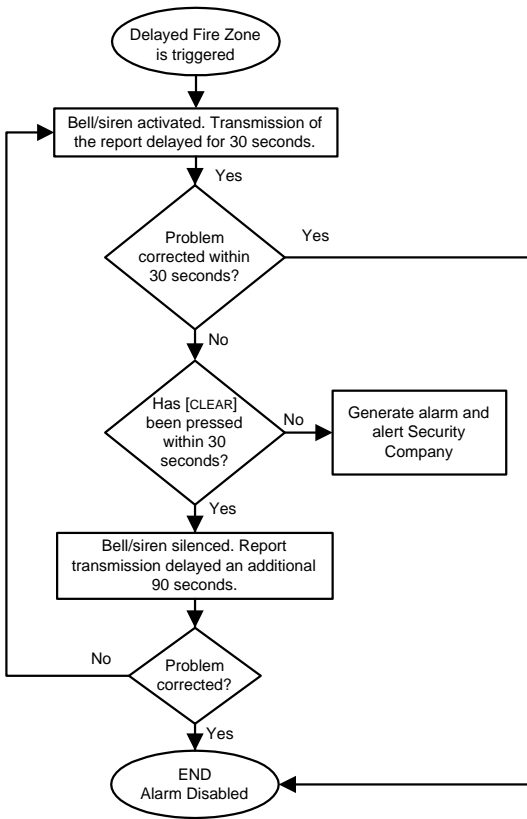 Delayed Fire Zone
is triggered
Bell/siren activated. Transmission of
the report delayed for 30 seconds.
Yes
Problem
corrected within
30 seconds?
Yes
No
Has [CLEAR]
been pressed
within 30
seconds?
No
Generate alarm and
alert Security
Company
Yes
Bell/siren silenced. Report
transmission delayed an additional
90 seconds.
No
Problem
corrected?
Yes
END
Alarm Disabled